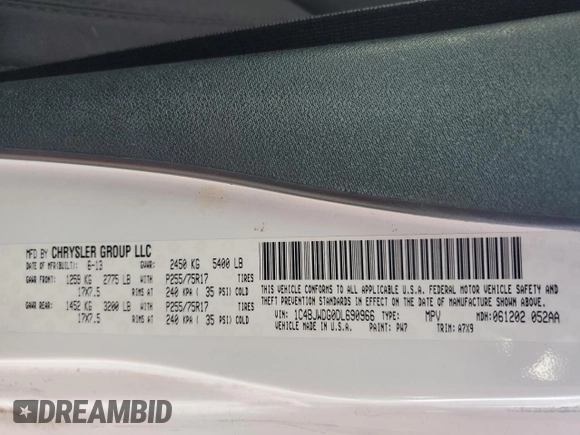 MFD BY CHRYSLER GROUP LLC
DATE OF MFR(BUILT): 6-13 GVWR: 2450 KG 5400 LB
GAWR FRONT: 1259 KG 2775 LB WITH P255/75R17 TIRES
17X7.5 RIMS AT 240 KPA ( 35 PSI) COLD
GAWR REAR: 1452 KG 3200 LB WITH P255/75R17 TIRES
17X7.5 RIMS AT 240 KPA ( 35 PSI) COLD
THIS VEHICLE CONFORMS TO ALL APPLICABLE U.S.A. FEDERAL MOTOR VEHICLE SAFETY
AND THEFT PREVENTION STANDARDS IN EFFECT ON THE DATE OF MANUFACTURE SHOWN ABOVE.
VIN: 1C4BJWDG0DL690966 TYPE: MPV MDH: 061202 052AA
VEHICLE MADE IN U.S.A. PAINT: PW7 TRIM: A7X9
DREAMBID